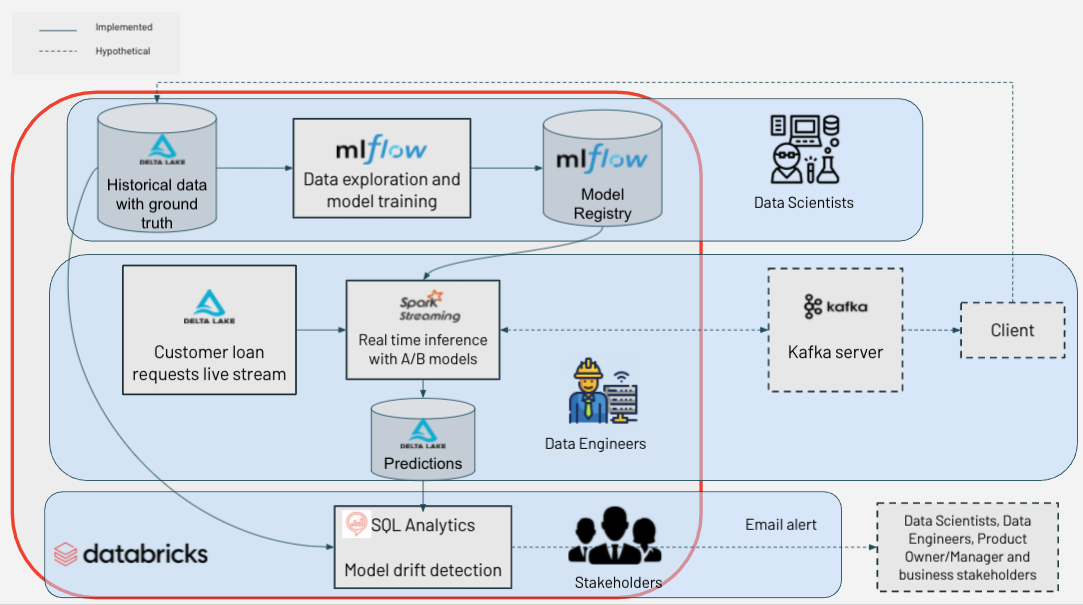 Implemented
Hypothetical
DELTA LAKE
Historical data
with ground
truth
mlflow
Data exploration and
model training
mlflow
Model
Registry
Data Scientists
DELTA LAKE
Customer loan
requests live stream
Spark
Streaming
Real time inference
with A/B models
kafka
Kafka server
Client
Data Engineers
DELTA LAKE
Predictions
databricks
SQL Analytics
Model drift detection
Stakeholders
Email alert
Data Scientists, Data
Engineers, Product
Owner/Manager and
business stakeholders